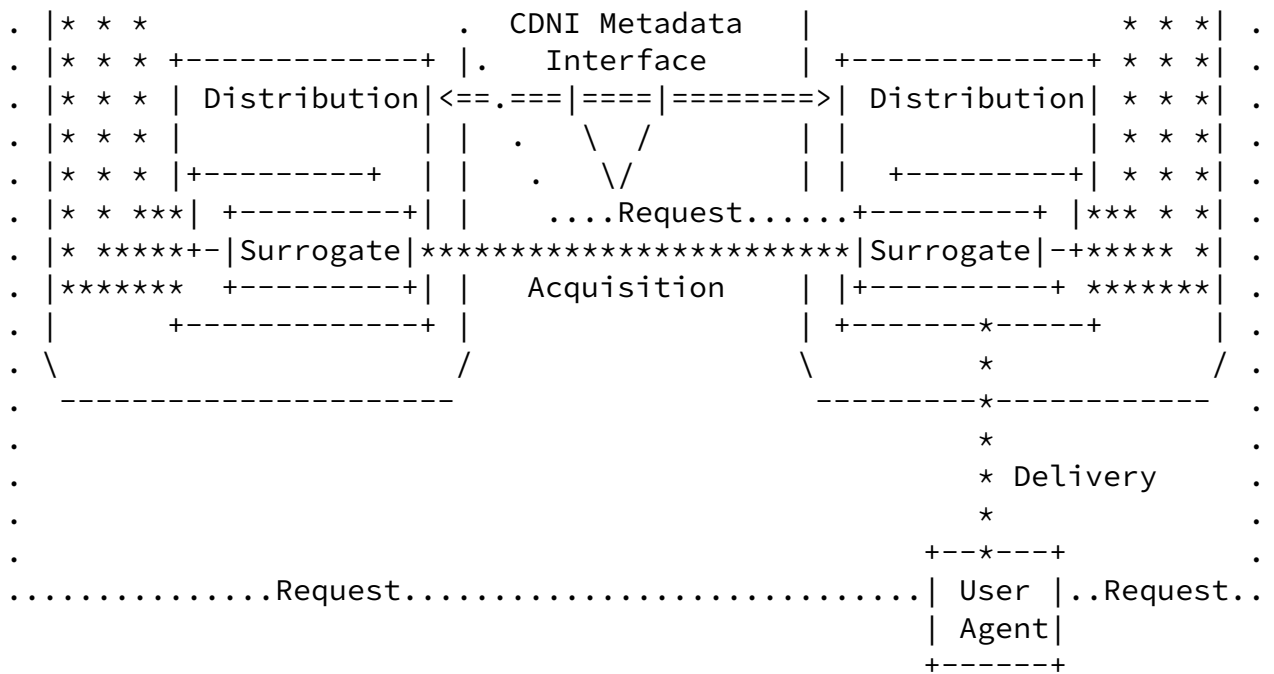 CDNI Metadata
Interface
Distribution Distribution
Request
Surrogate Surrogate
Acquisition
Delivery
Request User Request
Agent